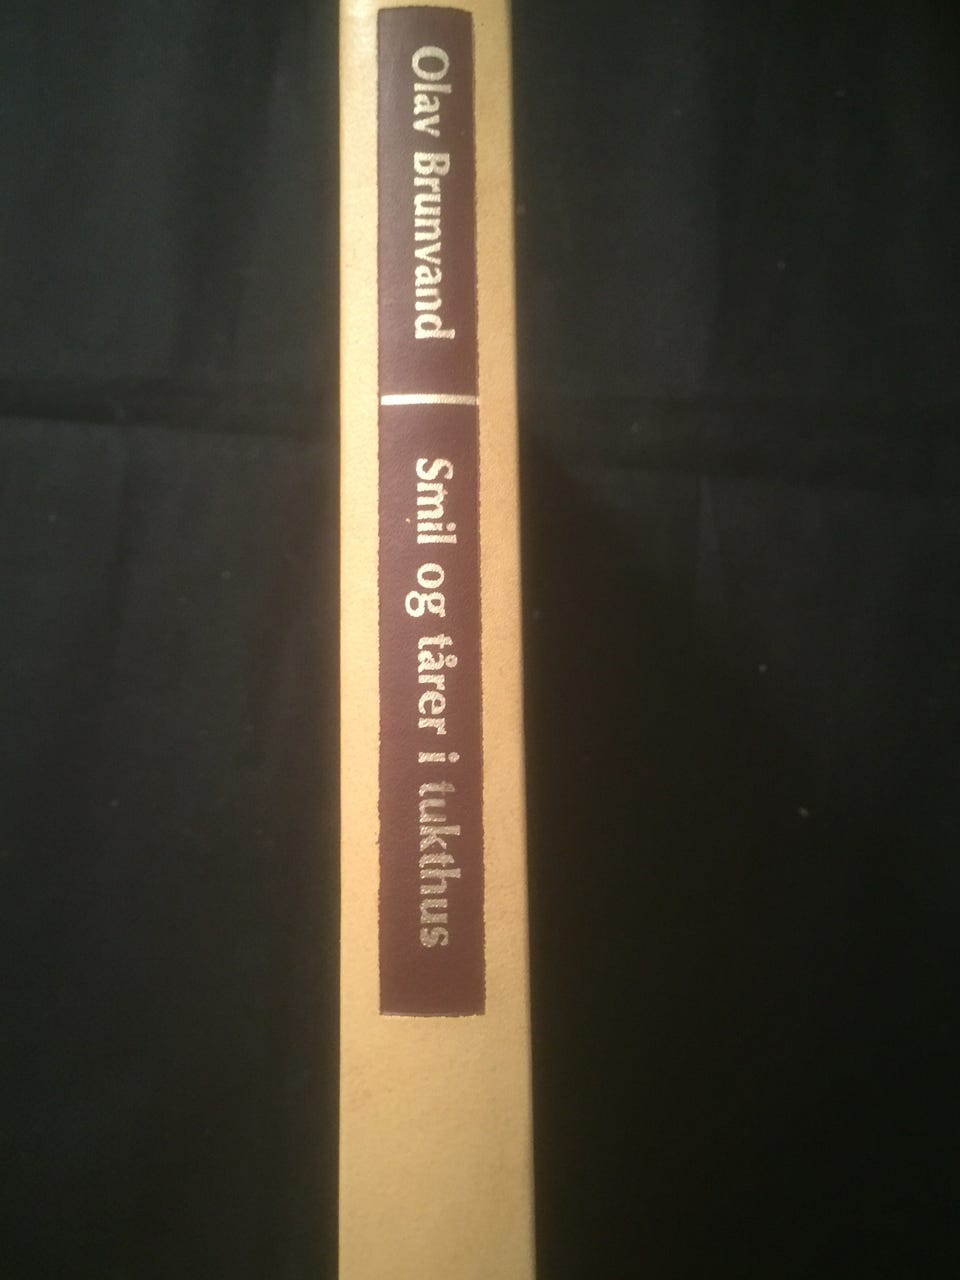 Olav Brunvand
Smil og tårer i tukthus